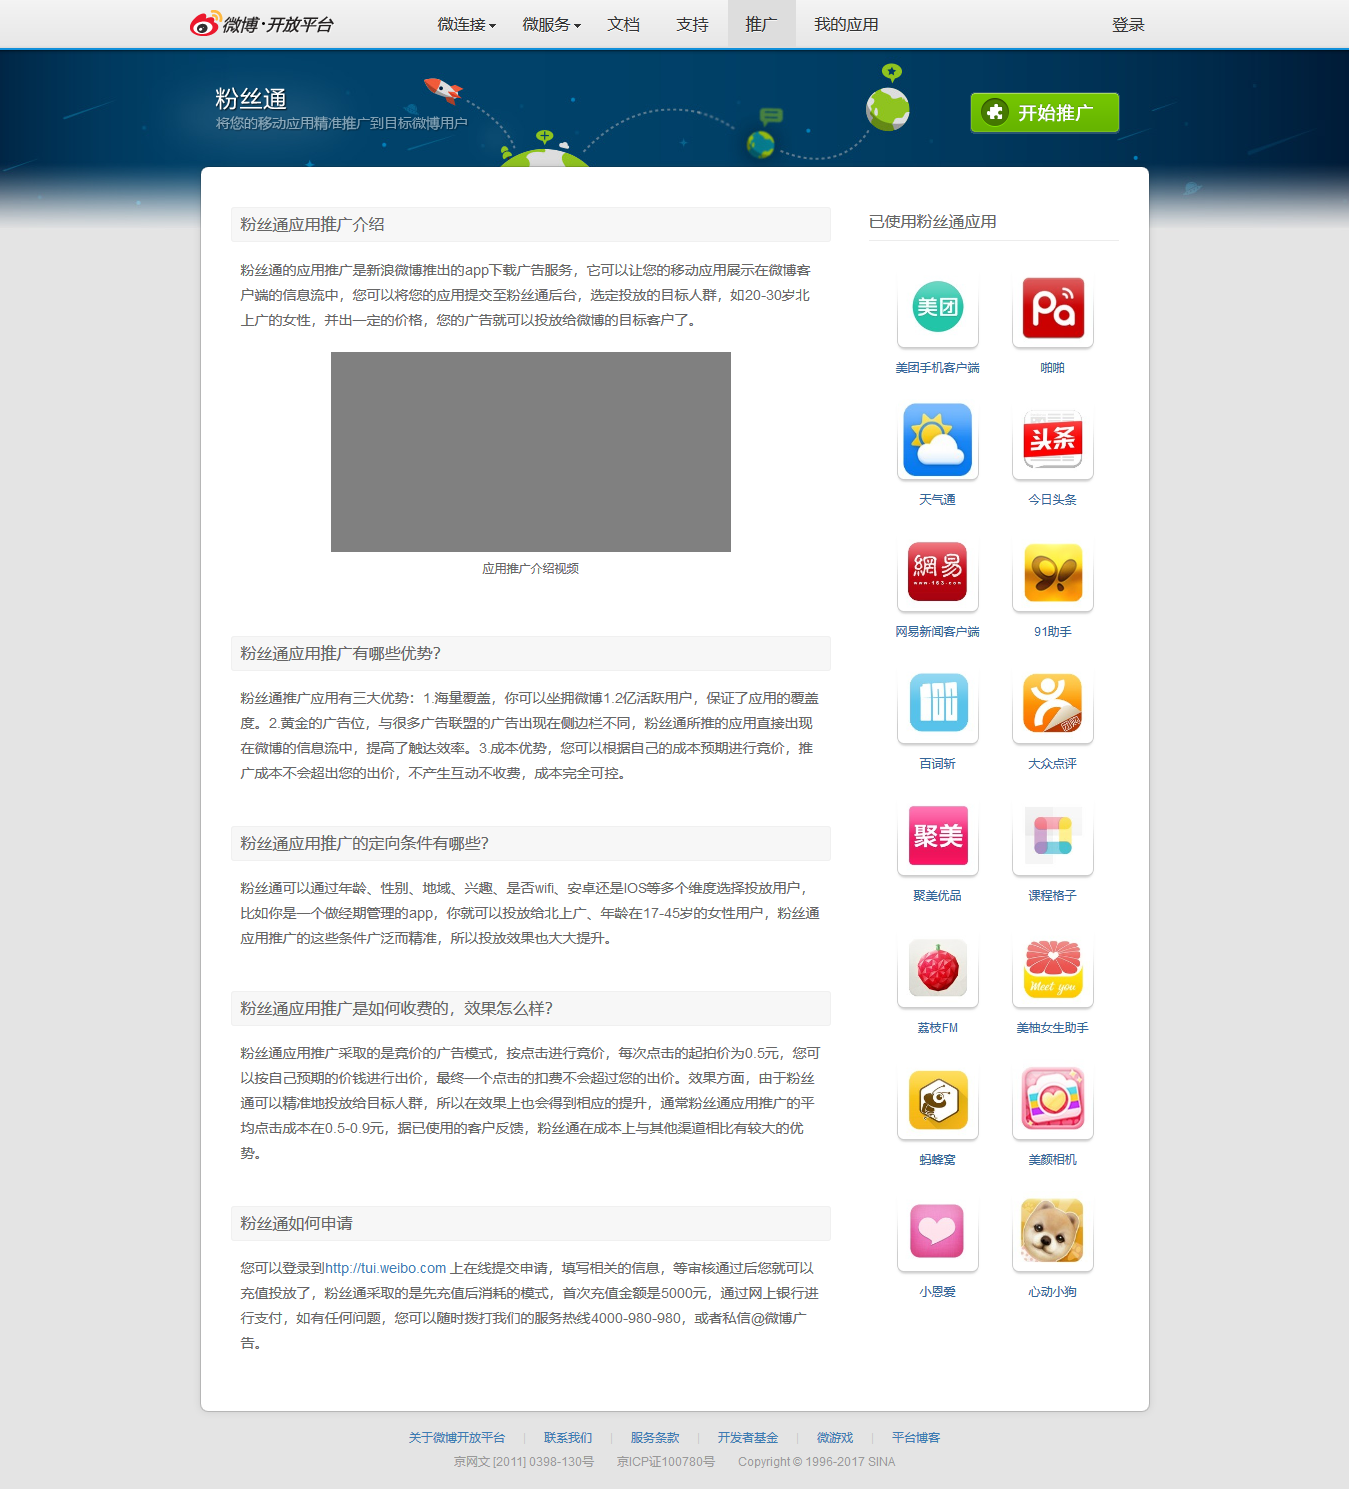 微博·开放平台
微连接 微服务 文档 支持 推广 我的应用 登录
粉丝通
将您的移动应用精准推广到目标微博用户
开始推广
粉丝通应用推广介绍
粉丝通的应用推广是新浪微博推出的app下载广告服务，它可以让您的移动应用展示在微博客
户端的信息流中，您可以将您的应用提交至粉丝通后台，选定投放的目标人群，如20-30岁北
上广的女性，并出一定的价格，您的广告就可以投放给微博的目标客户了。
应用推广介绍视频
粉丝通应用推广有哪些优势？
粉丝通推广应用有三大优势：1.海量覆盖，你可以坐拥微博1.2亿活跃用户，保证了应用的覆盖
度。2.黄金的广告位，与很多广告联盟的广告出现在侧边栏不同，粉丝通所推的应用直接出现
在微博的信息流中，提高了触达效率。3.成本优势，您可以根据自己的成本预期进行竞价，推
广成本不会超出您的出价，不产生互动不收费，成本完全可控。
粉丝通应用推广的定向条件有哪些？
粉丝通可以通过年龄、性别、地域、兴趣、是否wifi、安卓还是IOS等多个维度选择投放用户，
比如你是一个做经期管理的app，你就可以投放给北上广、年龄在17-45岁的女性用户，粉丝通
应用推广的这些条件广泛而精准，所以投放效果也大大提升。
粉丝通应用推广是如何收费的，效果怎么样？
粉丝通应用推广采取的是竞价的广告模式，按点击进行竞价，每次点击的起拍价为0.5元，您可
以按自己预期的价钱进行出价，最终一个点击的扣费不会超过您的出价。效果方面，由于粉丝
通可以精准地投放给目标人群，所以在效果上也会得到相应的提升，通常粉丝通应用推广的平
均点击成本在0.5-0.9元，据已使用的客户反馈，粉丝通在成本上与其他渠道相比有较大的优
势。
粉丝通如何申请
您可以登录到http://tui.weibo.com 上在线提交申请，填写相关的信息，等审核通过后您就可以
充值投放了，粉丝通采取的是先充值后消耗的模式，首次充值金额是5000元，通过网上银行进
行支付，如有任何问题，您可以随时拨打我们的服务热线4000-980-980，或者私信@微博广
告。
已使用粉丝通应用
美团
Pa
美团手机客户端 啪啪
头条
天气通 今日头条
網易
www.163.com
91
网易新闻客户端 91助手
团购
百词斩 大众点评
聚美
聚美优品 课程格子
Meet you
荔枝FM 美柚女生助手
蚂蜂窝 美颜相机
小恩爱 心动小狗
关于微博开放平台 | 联系我们 | 服务条款 | 开发者基金 | 微游戏 | 平台博客
京网文 [2011] 0398-130号 京ICP证100780号 Copyright © 1996-2017 SINA